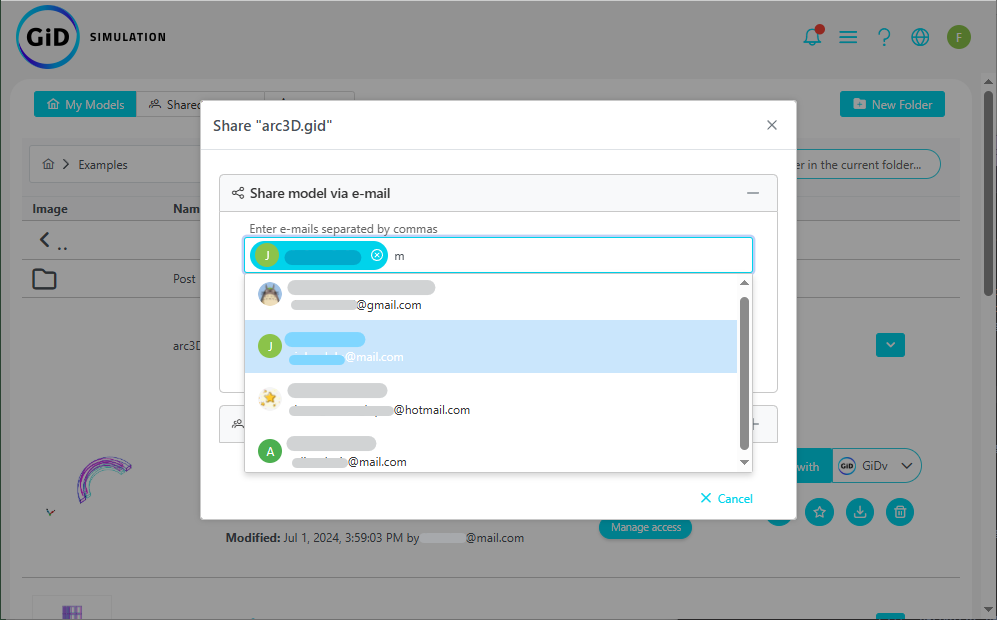 GiD SIMULATION
F
My Models
Shared
New Folder
Share "arc3D.gid"
Examples
er in the current folder...
Share model via e-mail
Image
Nam
Enter e-mails separated by commas
..
J
m
Post
@gmail.com
arc3D
J
@mail.com
@hotmail.com
A
@mail.com
with
GiD
GiDv
Cancel
Manage access
Modified: Jul 1, 2024, 3:59:03 PM by @mail.com